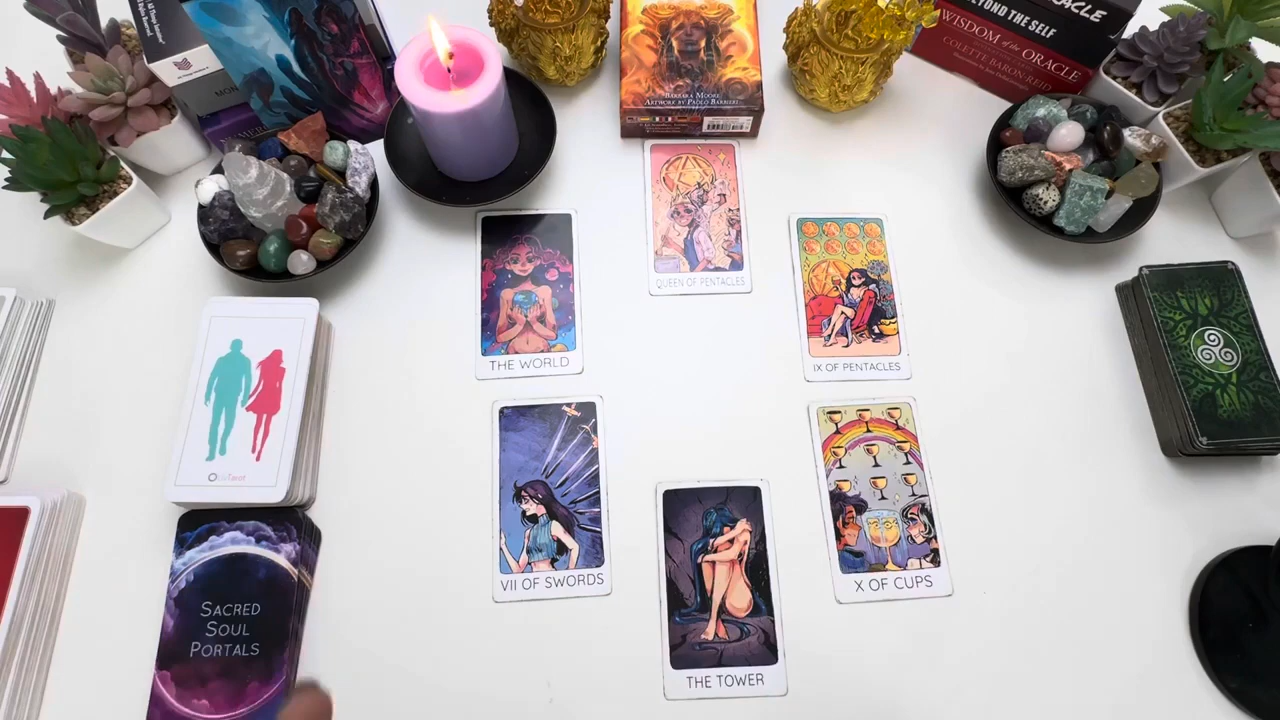 BEYOND THE SELF
ORACLE
WISDOM of the
ORACLE
COLETTE BARON-REID
BARBARA MOORE
ARTWORK BY PAOLO BARBIERI
QUEEN OF PENTACLES
THE WORLD
IX OF PENTACLES
VII OF SWORDS
X OF CUPS
THE TOWER
SACRED
SOUL
PORTALS